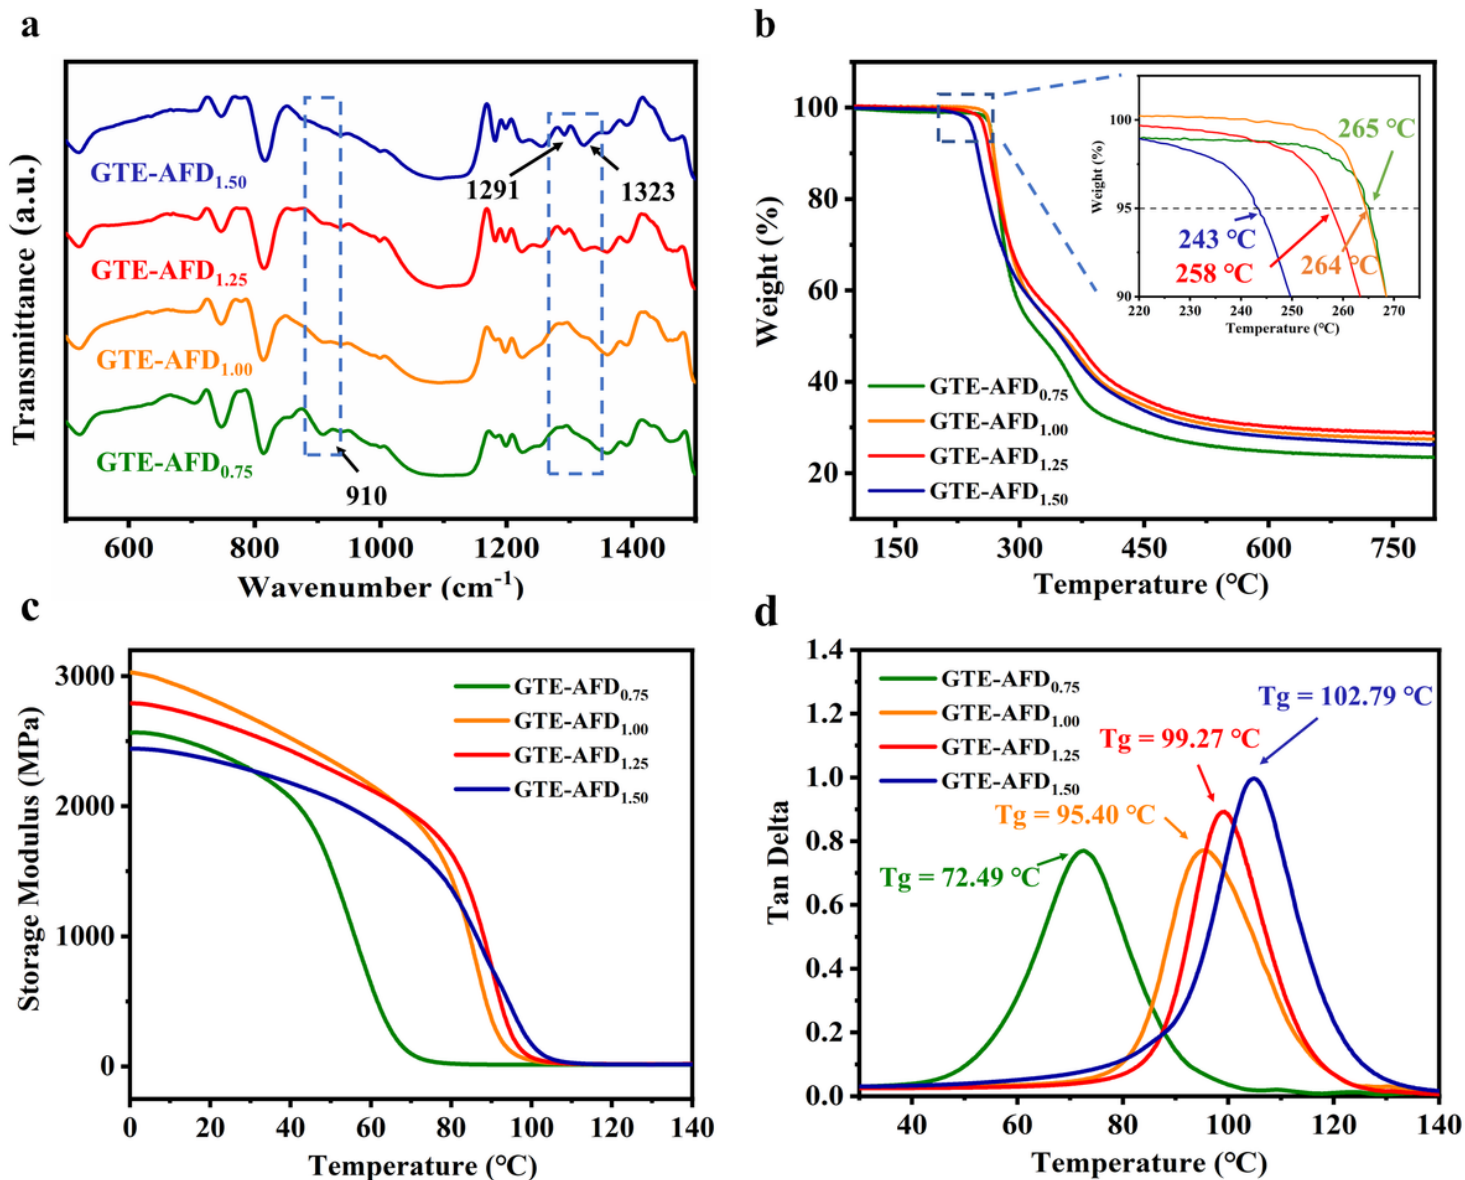 a
Transmittance (a.u.)
GTE-AFD1.50
GTE-AFD1.25
GTE-AFD1.00
GTE-AFD0.75
1291
1323
910
600 800 1000 1200 1400
Wavenumber (cm-1)
b
Weight (%)
100
80
60
40
20
GTE-AFD0.75
GTE-AFD1.00
GTE-AFD1.25
GTE-AFD1.50
150 300 450 600 750
Temperature (℃)
Weight (%)
100
95
90
265 ℃
243 ℃
258 ℃
264 ℃
220 230 240 250 260 270
Temperature (℃)
c
Storage Modulus (MPa)
3000
2000
1000
0
GTE-AFD0.75
GTE-AFD1.00
GTE-AFD1.25
GTE-AFD1.50
0 20 40 60 80 100 120 140
Temperature (℃)
d
Tan Delta
1.4
1.2
1.0
0.8
0.6
0.4
0.2
0.0
GTE-AFD0.75
GTE-AFD1.00
GTE-AFD1.25
GTE-AFD1.50
Tg = 102.79 ℃
Tg = 99.27 ℃
Tg = 95.40 ℃
Tg = 72.49 ℃
40 60 80 100 120 140
Temperature (℃)